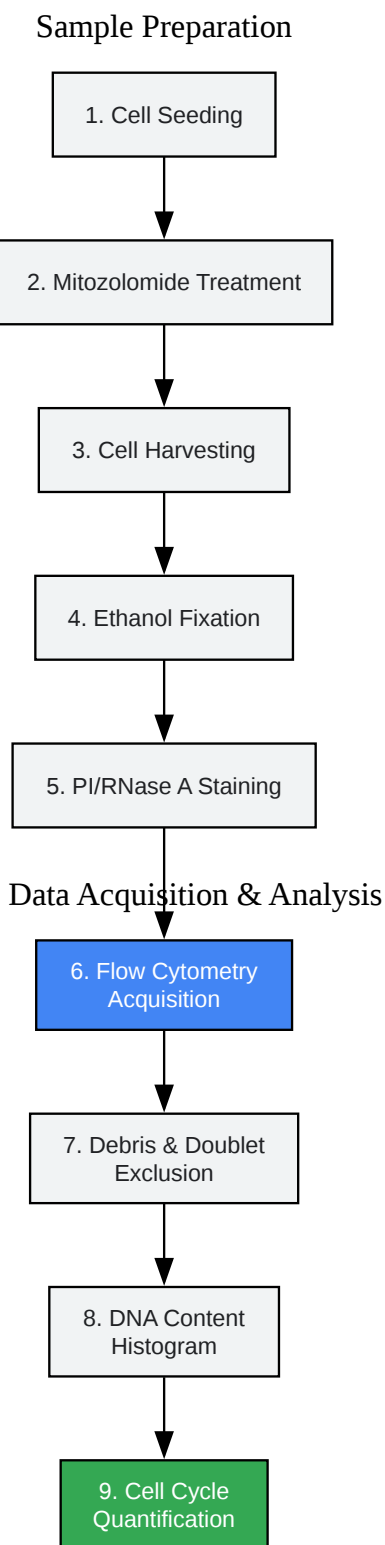 Sample Preparation
1. Cell Seeding
2. Mitozolomide Treatment
3. Cell Harvesting
4. Ethanol Fixation
5. PI/RNase A Staining
Data Acquisition & Analysis
6. Flow Cytometry
Acquisition
7. Debris & Doublet
Exclusion
8. DNA Content
Histogram
9. Cell Cycle
Quantification